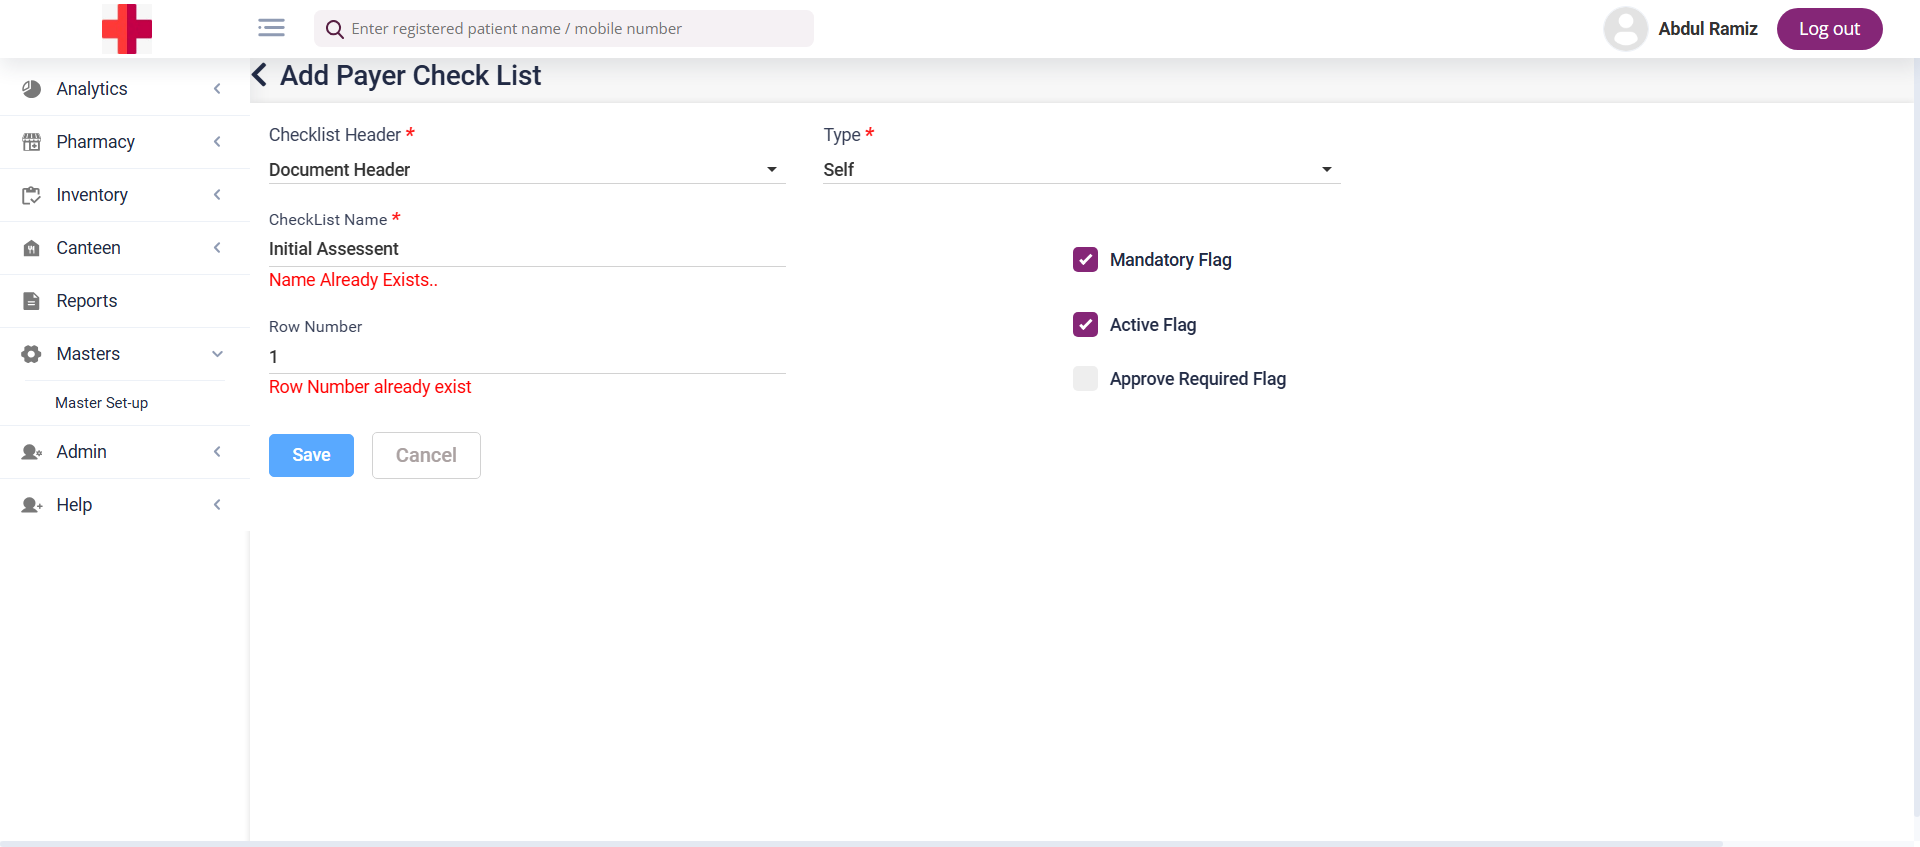 Enter registered patient name / mobile number
Abdul Ramiz
Log out
Analytics
Pharmacy
Inventory
Canteen
Reports
Masters
Master Set-up
Admin
Help
Add Payer Check List
Checklist Header *
Document Header
Type *
Self
CheckList Name *
Initial Assessent
Name Already Exists..
Row Number
1
Row Number already exist
Mandatory Flag
Active Flag
Approve Required Flag
Save
Cancel